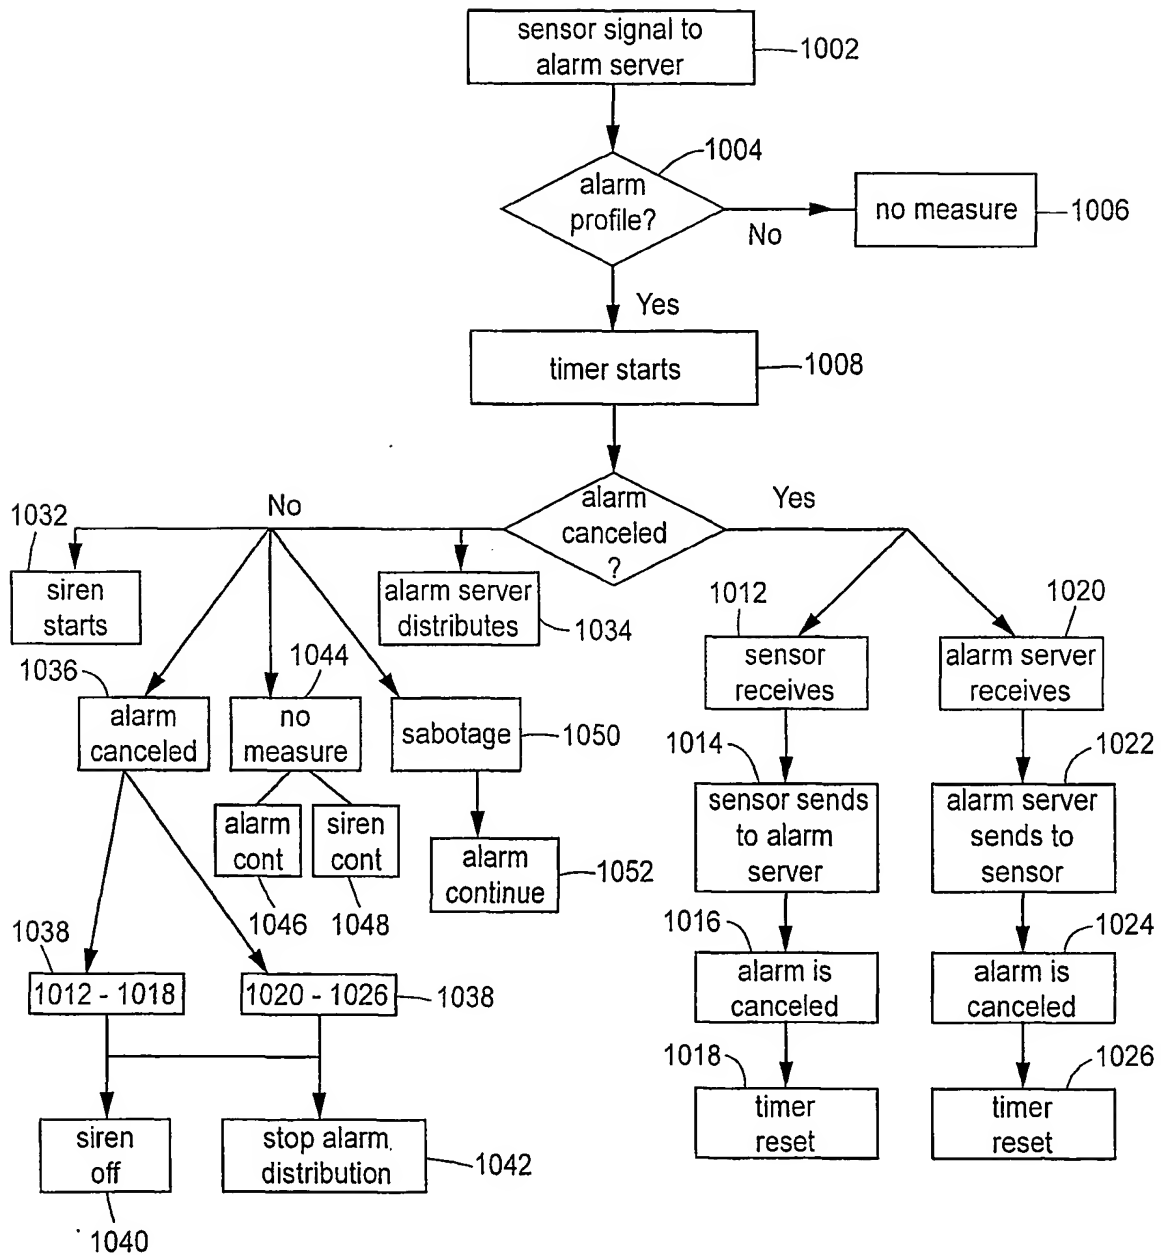 sensor signal to
alarm server
1002
1004
alarm
profile?
No
no measure
1006
Yes
timer starts
1008
alarm
canceled
?
No
Yes
1032
siren
starts
alarm server
distributes
1034
1012
sensor
receives
1020
alarm server
receives
1036
alarm
canceled
1044
no
measure
sabotage
1050
1014
sensor sends
to alarm
server
1022
alarm server
sends to
sensor
alarm
cont
1046
siren
cont
1048
alarm
continue
1052
1016
alarm is
canceled
1024
alarm is
canceled
1038
1012 - 1018
1020 - 1026
1038
1018
timer
reset
1026
timer
reset
siren
off
1040
stop alarm
distribution
1042